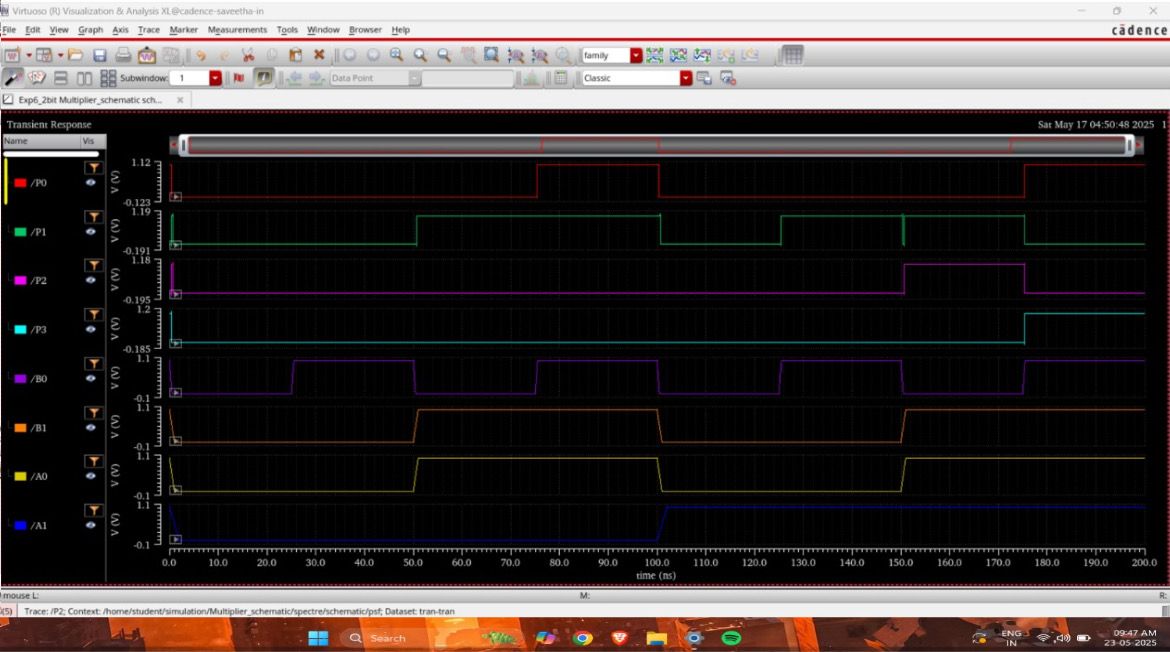 Virtuoso (R) Visualization & Analysis XL@cadence-saveetha-in
File Edit View Graph Axis Trace Marker Measurements Tools Window Browser Help
cādence
family
Subwindow: 1
Data Point
Classic
Exp6_2bit Multiplier_schematic sch...
Transient Response
Sat May 17 04:50:48 2025 1
Name Vis
/P0
V (V)
1.12
-0.123
/P1
V (V)
1.19
-0.191
/P2
V (V)
1.18
-0.195
/P3
V (V)
1.2
-0.185
/B0
V (V)
1.1
-0.1
/B1
V (V)
1.1
-0.1
/A0
V (V)
1.1
-0.1
/A1
V (V)
1.1
-0.1
0.0 10.0 20.0 30.0 40.0 50.0 60.0 70.0 80.0 90.0 100.0 110.0 120.0 130.0 140.0 150.0 160.0 170.0 180.0 190.0 200.0
time (ns)
mouse L: M: R:
(5) Trace: /P2; Context: /home/student/simulation/Multiplier_schematic/spectre/schematic/psf; Dataset: tran-tran
Search
ENG
IN
09:47 AM
23-05-2025